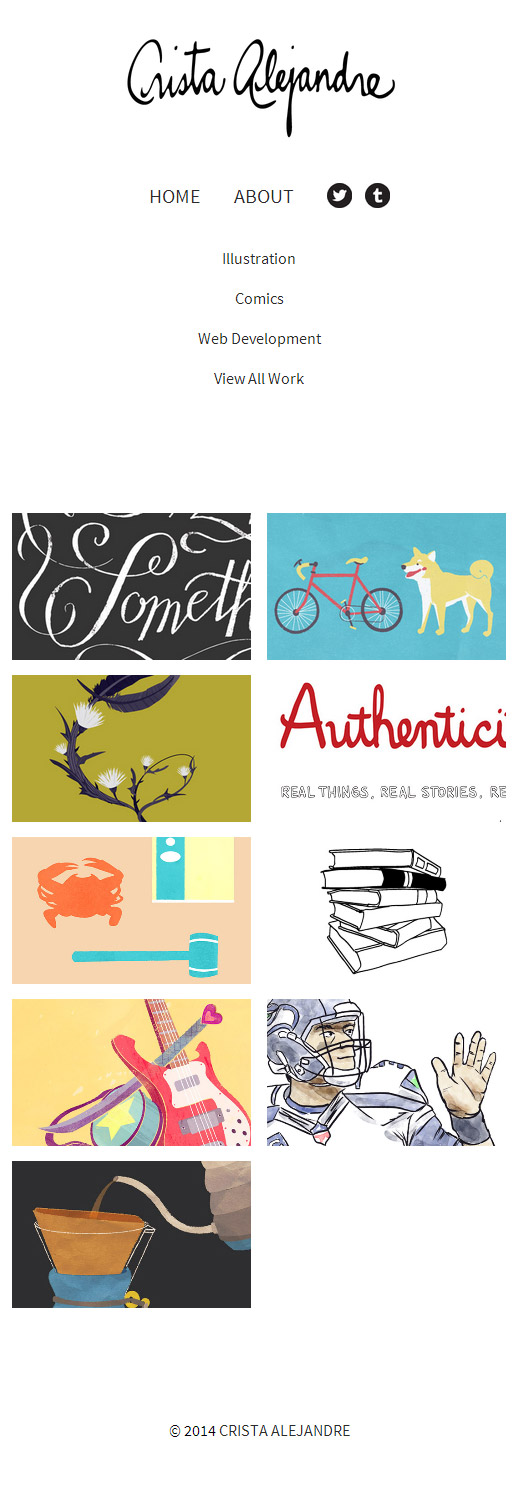 Crista Alejandre
HOME ABOUT
Illustration
Comics
Web Development
View All Work
Someth
Authentici
REAL THINGS, REAL STORIES, RE
© 2014 CRISTA ALEJANDRE